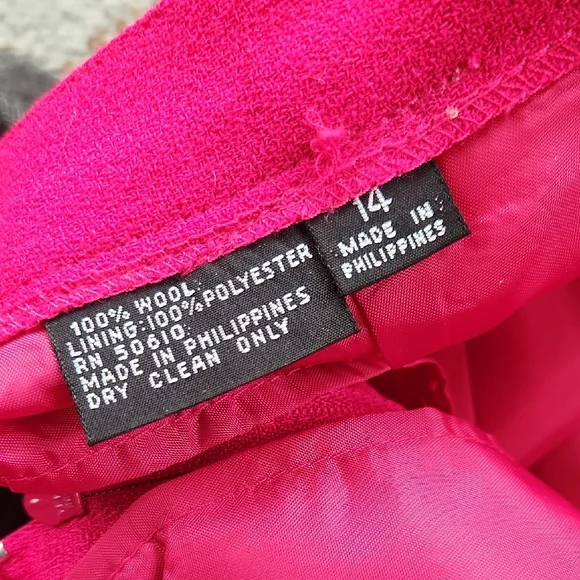 100% WOOL
LINING:100%POLYESTER
RN 50610
MADE IN PHILIPPINES
DRY CLEAN ONLY
14
MADE IN
PHILIPPINES